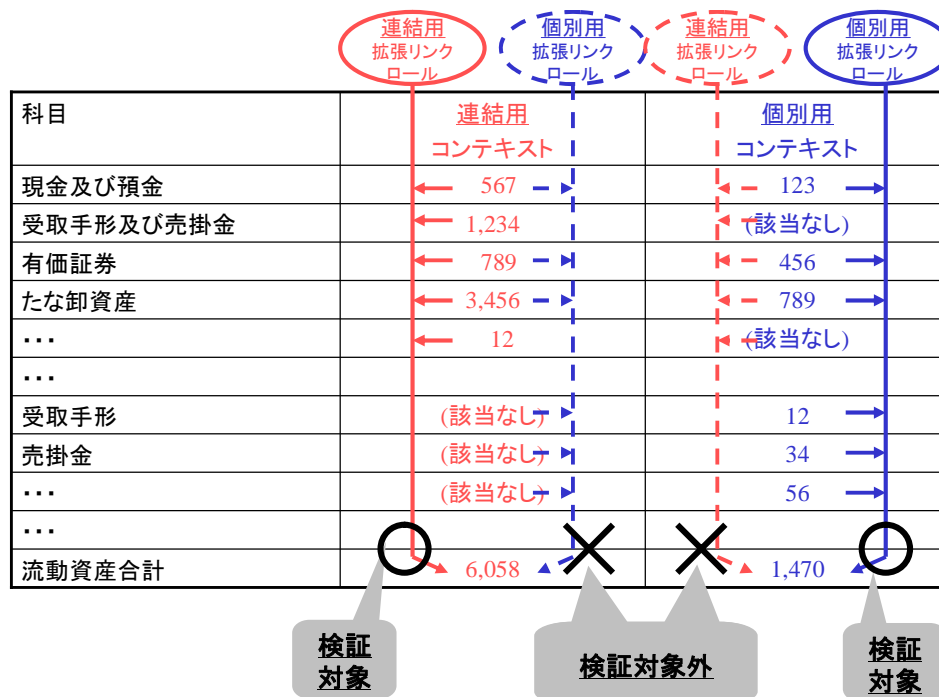 連結用
拡張リンク
ロール
個別用
拡張リンク
ロール
連結用
拡張リンク
ロール
個別用
拡張リンク
ロール
科目
連結用
コンテキスト
個別用
コンテキスト
現金及び預金 567 123
受取手形及び売掛金 1,234 (該当なし)
有価証券 789 456
たな卸資産 3,456 789
・・・ 12 (該当なし)
・・・
受取手形 (該当なし) 12
売掛金 (該当なし) 34
・・・ (該当なし) 56
・・・
流動資産合計 6,058 1,470
検証
対象
検証対象外
検証
対象